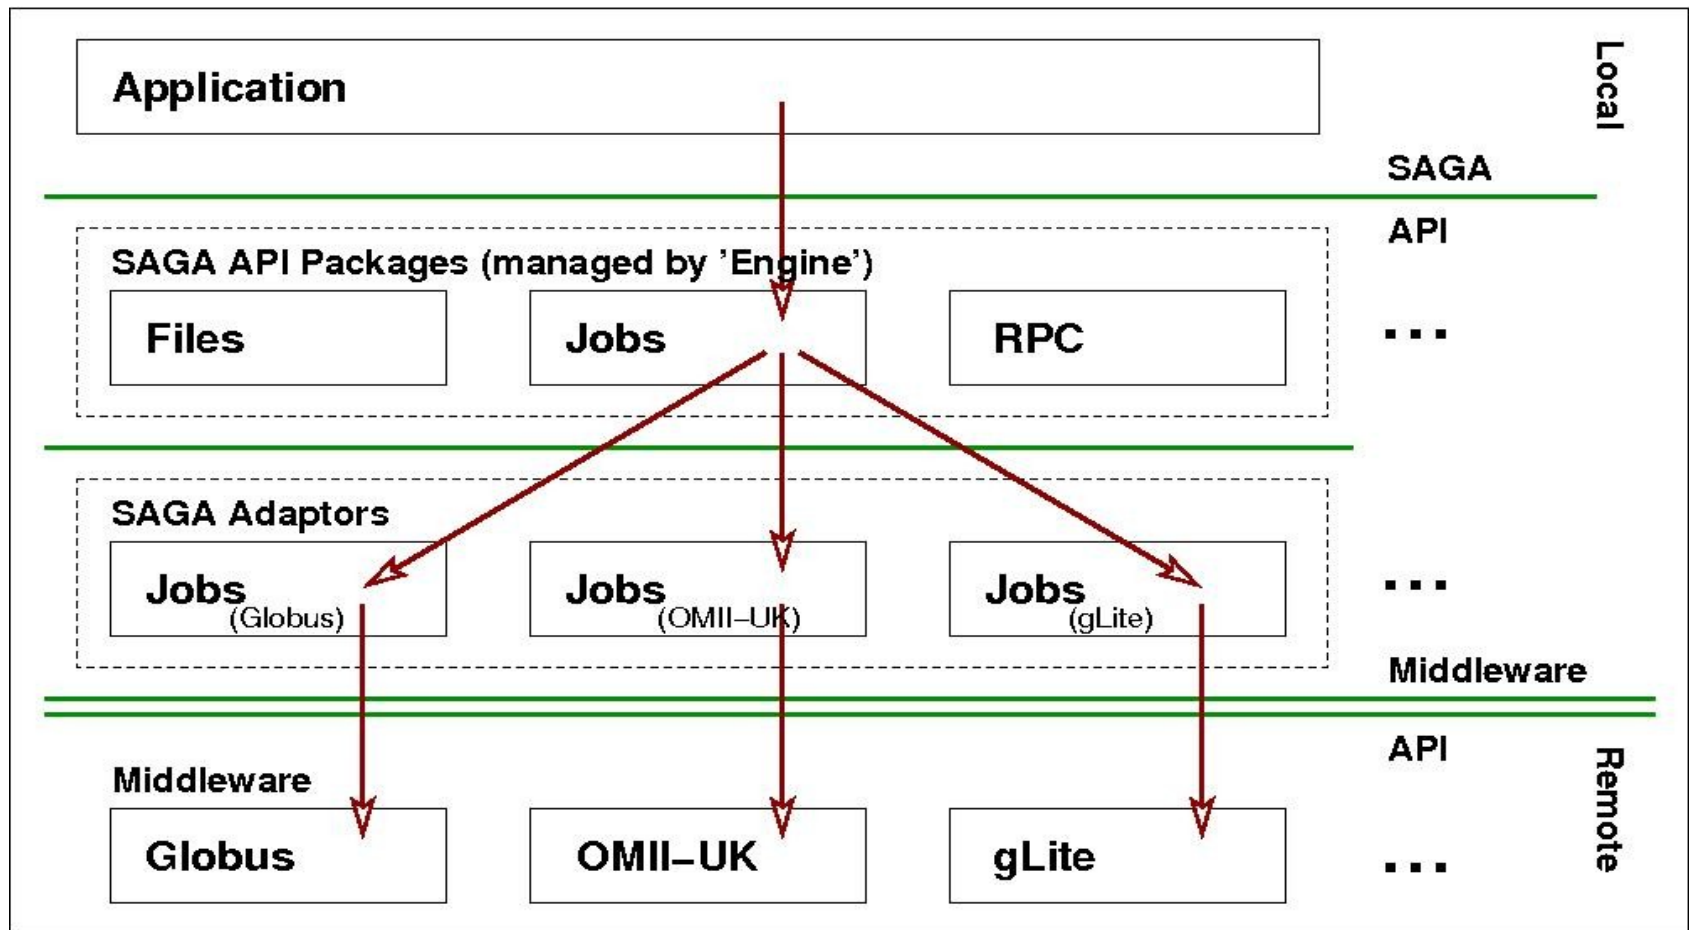 Application
Local
SAGA
API
SAGA API Packages (managed by ’Engine’)
Files
Jobs
RPC
...
SAGA Adaptors
Jobs
(Globus)
Jobs
(OMII–UK)
Jobs
(gLite)
...
Middleware
API
Remote
Middleware
Globus
OMII–UK
gLite
...